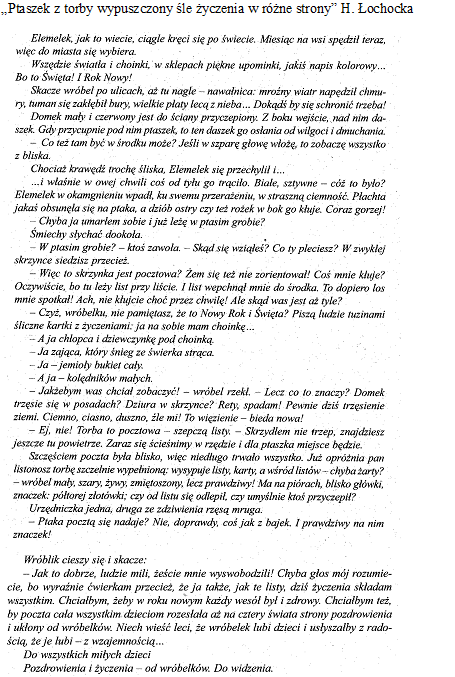 „Ptaszek z torby wypuszczony śle życzenia w różne strony” H. Łochocka
Elemelek, jak to wiecie, ciągle kręci się po świecie. Miesiąc na wsi spędził teraz,
więc do miasta się wybiera.
Wszędzie światła i choinki, w sklepach piękne upominki, jakiś napis kolorowy...
Bo to Święta! I Rok Nowy!
Skacze wróbel po ulicach, aż tu nagle – nawałnica: mroźny wiatr napędził chmu-
ry, tuman się zakłębił bury, wielkie płaty lecą z nieba... Dokądś by się schronić trzeba!
Domek mały i czerwony jest do ściany przyczepiony. Z boku wejście, nad nim da-
szek. Gdy przycupnie pod nim ptaszek, to ten daszek go osłania od wilgoci i dmuchania.
– Co też tam być w środku może? Jeśli w szparę głowę włożę, to zobaczę wszystko
z bliska.
Chociaż krawędź trochę śliska, Elemelek się przechylił i...
...i właśnie w owej chwili coś od tyłu go trąciło. Białe, sztywne – cóż to było?
Elemelek w okamgnieniu wpadł, ku swemu przerażeniu, w straszną ciemność. Płachta
jakaś obsunęła się na ptaka, a dziób ostry czy też rożek w bok go kłuje. Coraz gorzej!
– Chyba ja umarłem sobie i już leżę w ptasim grobie?
Śmiechy słychać dookoła.
– W ptasim grobie? – ktoś zawoła. – Skąd się wziąłeś? Co ty pleciesz? W zwykłej
skrzynce siedzisz przecież.
– Więc to skrzynka jest pocztowa? Żem się też nie zorientował! Coś mnie kłuje?
Oczywiście, bo tu leży list przy liście. I list wepchnął mnie do środka. To dopiero los
mnie spotkał! Ach, nie kłujcie choć przez chwilę! Ale skąd was jest aż tyle?
– Czyż, wróbelku, nie pamiętasz, że to Nowy Rok i Święta? Piszą ludzie tuzinami
śliczne kartki z życzeniami: ja na sobie mam choinkę...
– A ja chłopca i dziewczynkę pod choinką.
– Ja zająca, który śnieg ze świerka strąca.
– Ja – jemioły bukiet cały.
– A ja – kolędników małych.
– Jakżebym was chciał zobaczyć! – wróbel rzekł. – Lecz co to znaczy? Domek
trzęsie się w posadach? Dziura w skrzynce? Rety, spadam! Pewnie dziś trzęsienie
ziemi. Ciemno, ciasno, duszno, źle mi! To więzienie – bieda nowa!
– Ej, nie! Torba to pocztowa – szepczą listy. – Skrzydłem nie trzep, znajdziesz
jeszcze tu powietrze. Zaraz się ścieśnimy w rzędzie i dla ptaszka miejsce będzie.
Szczęściem poczta była blisko, więc niedługo trwało wszystko. Już opróżnia pan
listonosz torbę szczelnie wypełnioną: wysypuje listy, karty, a wśród listów – chyba żarty?
– wróbel mały, szary, żywy, zmiętoszony, lecz prawdziwy! Ma na piórach, blisko główki,
znaczek: półtorej złotówki; czy od listu się odlepił, czy umyślnie ktoś przyczepił?
Urzędniczka jedna, druga ze zdziwienia rzęsą mruga.
– Ptaka pocztą się nadaje? Nie, doprawdy, coś jak z bajek. I prawdziwy na nim
znaczek!
Wróblik cieszy się i skacze:
– Jak to dobrze, ludzie mili, żeście mnie wyswobodzili! Chyba głos mój rozumie-
cie, bo wyraźnie ćwierkam przecież, że ja także, jak te listy, dziś życzenia składam
wszystkim. Chciałbym, żeby w roku nowym każdy wesół był i zdrowy. Chciałbym też,
by poczta cała wszystkim dzieciom rozesłała aż na cztery świata strony pozdrowienia
i ukłony od wróbelków. Niech wieść leci, że wróbelek lubi dzieci i usłyszałby z rado-
ścią, że je lubi – z wzajemnością...
Do wszystkich miłych dzieci
Pozdrowienia i życzenia – od wróbelków. Do widzenia.